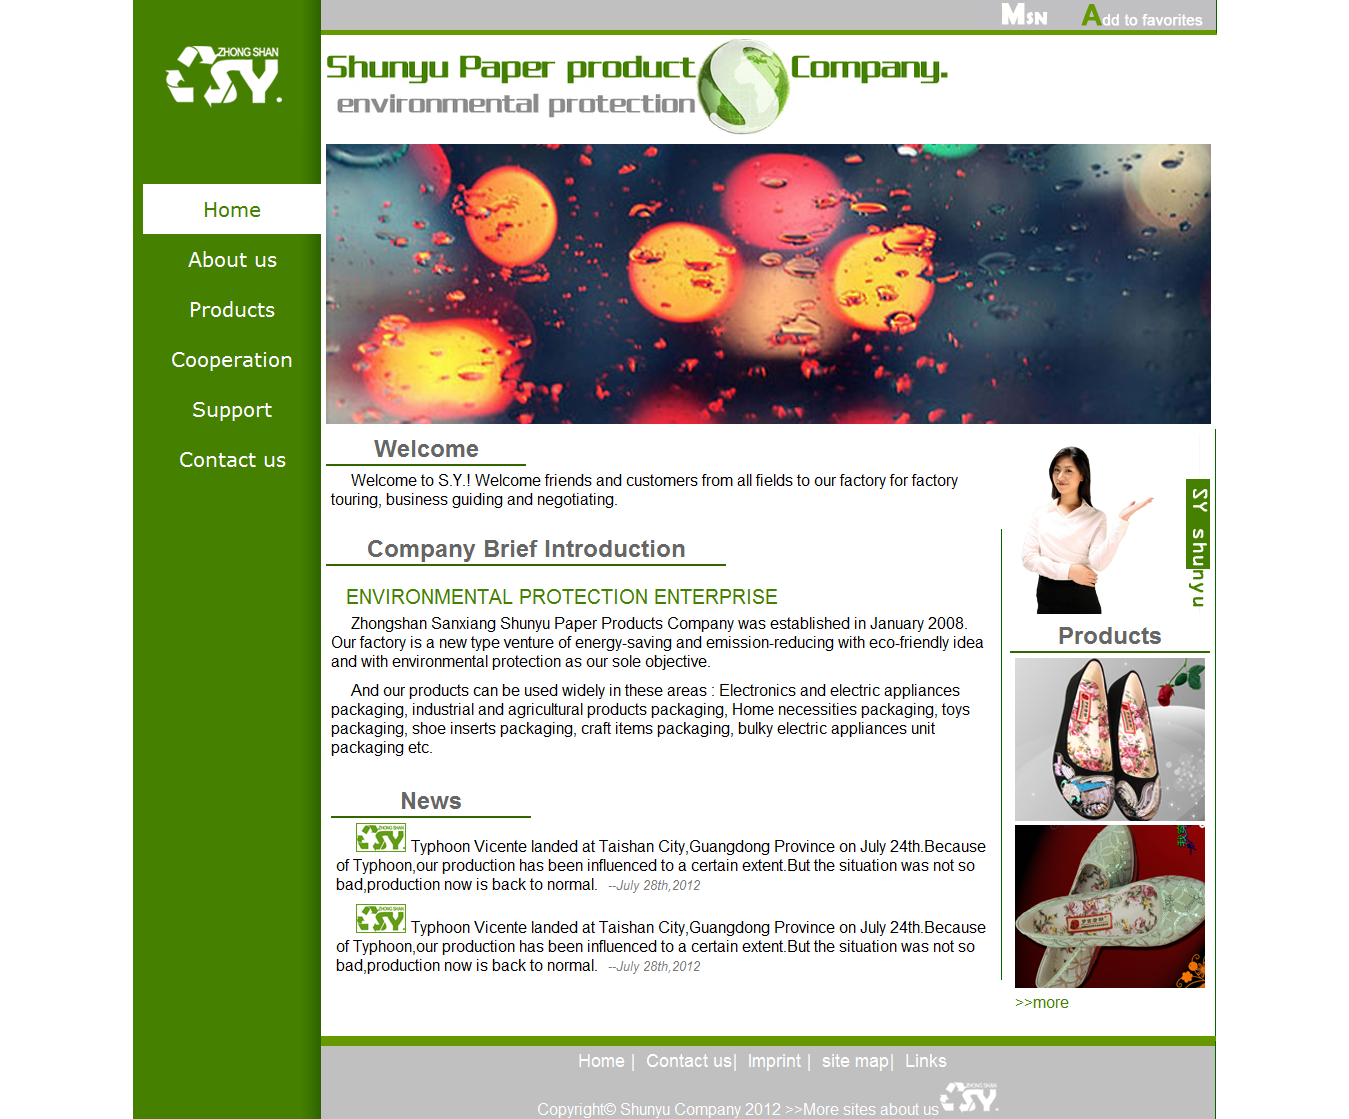 MSN
Add to favorites
ZHONG SHAN
SY.
Shunyu Paper product Company.
environmental protection
Home
About us
Products
Cooperation
Support
Contact us
Welcome
Welcome to S.Y.! Welcome friends and customers from all fields to our factory for factory
touring, business guiding and negotiating.
Company Brief Introduction
ENVIRONMENTAL PROTECTION ENTERPRISE
Zhongshan Sanxiang Shunyu Paper Products Company was established in January 2008.
Our factory is a new type venture of energy-saving and emission-reducing with eco-friendly idea
and with environmental protection as our sole objective.
And our products can be used widely in these areas : Electronics and electric appliances
packaging, industrial and agricultural products packaging, Home necessities packaging, toys
packaging, shoe inserts packaging, craft items packaging, bulky electric appliances unit
packaging etc.
News
ZHONG SHAN
SY.
Typhoon Vicente landed at Taishan City,Guangdong Province on July 24th.Because
of Typhoon,our production has been influenced to a certain extent.But the situation was not so
bad,production now is back to normal. --July 28th,2012
ZHONG SHAN
SY.
Typhoon Vicente landed at Taishan City,Guangdong Province on July 24th.Because
of Typhoon,our production has been influenced to a certain extent.But the situation was not so
bad,production now is back to normal. --July 28th,2012
SY shunyu
Products
>>more
Home | Contact us| Imprint | site map| Links
Copyright© Shunyu Company 2012 >>More sites about us
ZHONG SHAN
SY.